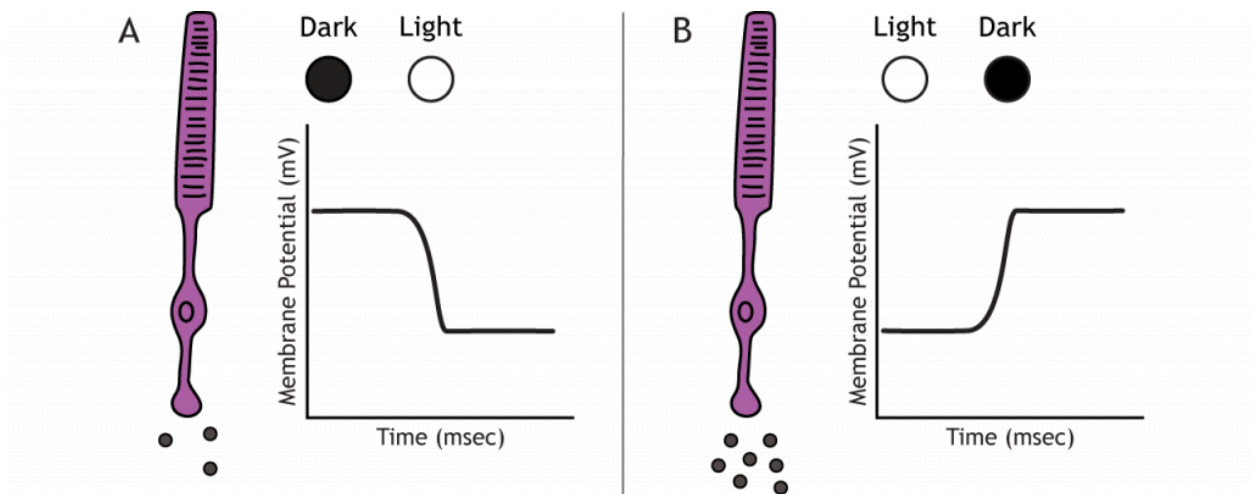 A
Dark Light
Membrane Potential (mV)
Time (msec)
B
Light Dark
Membrane Potential (mV)
Time (msec)